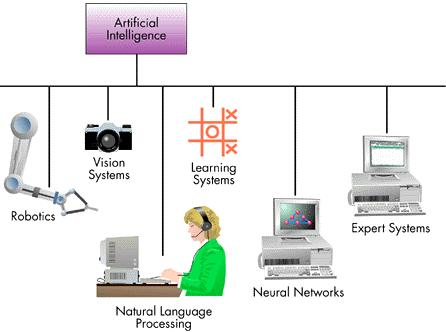 Artificial
Intelligence
Robotics
Vision
Systems
Natural Language
Processing
Learning
Systems
Neural Networks
Expert Systems